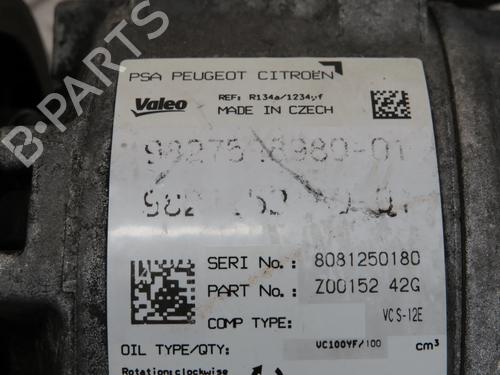 PSA PEUGEOT CITROËN
Valeo
REF: R134a/1234yf
MADE IN CZECH
SERI No.: 8081250180
PART No.: Z00152 42G
COMP TYPE: VCS-12E
OIL TYPE/QTY: VC100YF/100 cm³
Rotation:clockwise